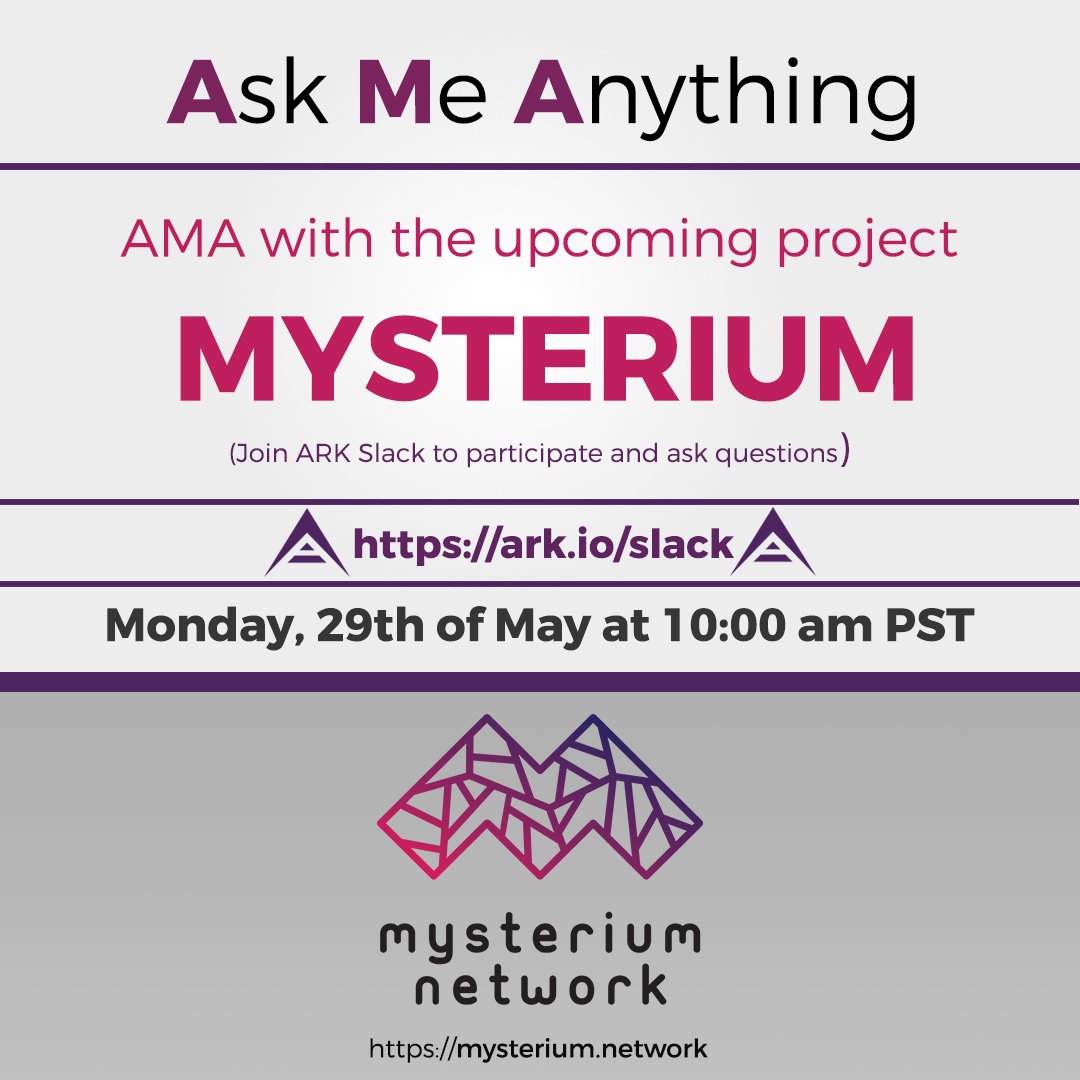 Ask Me Anything
AMA with the upcoming project
MYSTERIUM
(Join ARK Slack to participate and ask questions)
https://ark.io/slack
Monday, 29th of May at 10:00 am PST
mysterium
network
https://mysterium.network